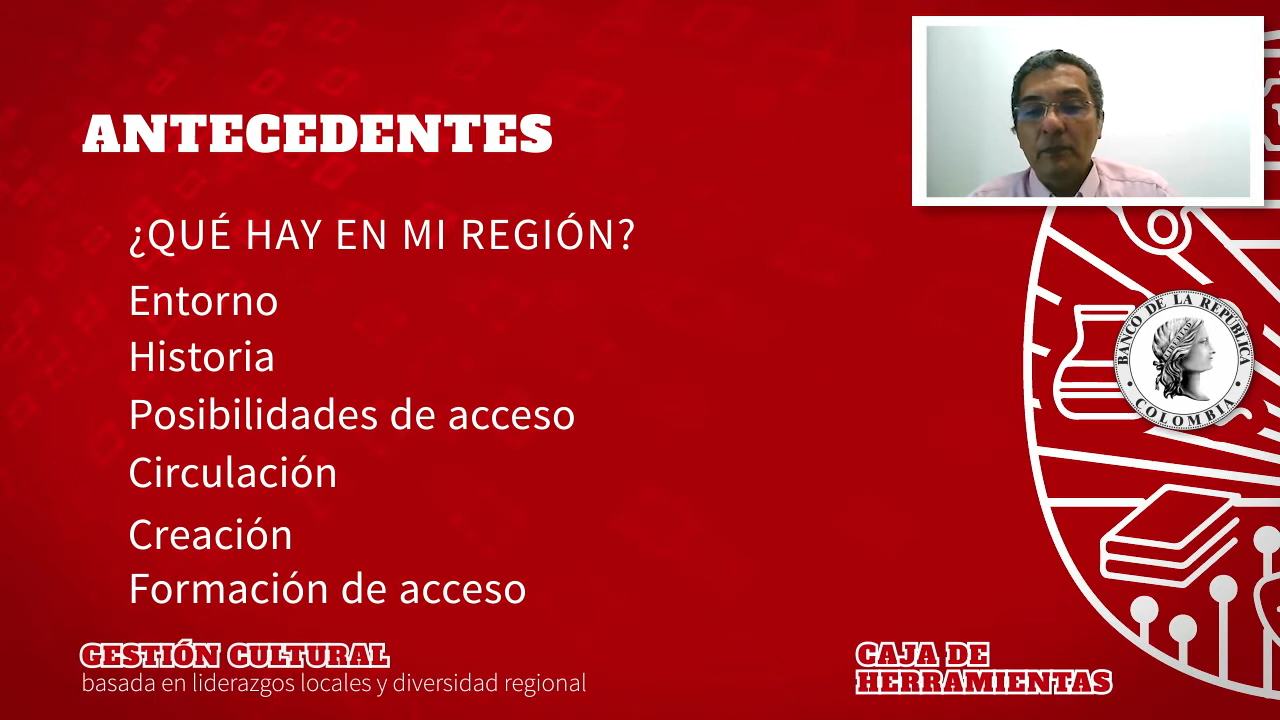 ANTECEDENTES
¿QUÉ HAY EN MI REGIÓN?
Entorno
Historia
Posibilidades de acceso
Circulación
Creación
Formación de acceso
BANCO DE LA REPÚBLICA
COLOMBIA
LIBERTAD
GESTIÓN CULTURAL
basada en liderazgos locales y diversidad regional
CAJA DE
HERRAMIENTAS